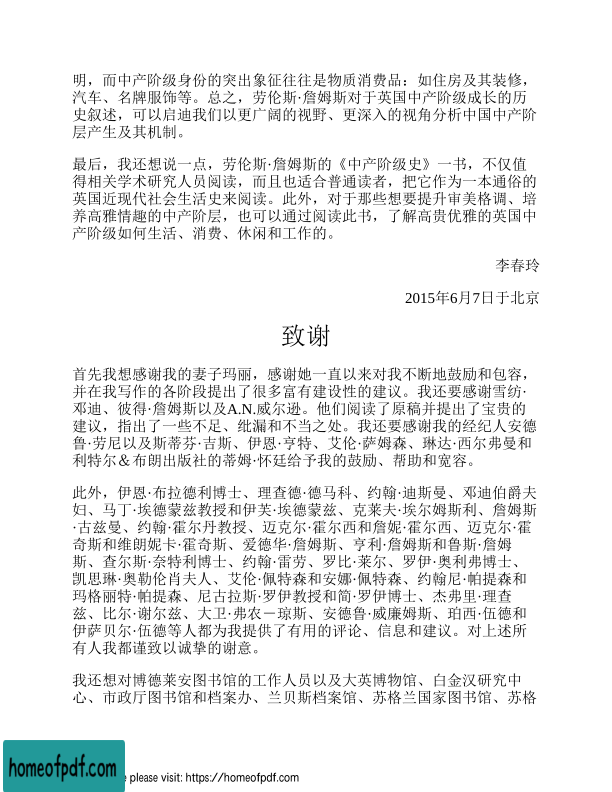 明，而中产阶级身份的突出象征往往是物质消费品：如住房及其装修，
汽车、名牌服饰等。总之，劳伦斯·詹姆斯对于英国中产阶级成长的历
史叙述，可以启迪我们以更广阔的视野、更深入的视角分析中国中产阶
层产生及其机制。
最后，我还想说一点，劳伦斯·詹姆斯的《中产阶级史》一书，不仅值
得相关学术研究人员阅读，而且也适合普通读者，把它作为一本通俗的
英国近现代社会生活史来阅读。此外，对于那些想要提升审美格调、培
养高雅情趣的中产阶层，也可以通过阅读此书，了解高贵优雅的英国中
产阶级如何生活、消费、休闲和工作的。
李春玲
2015年6月7日于北京
致谢
首先我想感谢我的妻子玛丽，感谢她一直以来对我不断地鼓励和包容，
并在我写作的各阶段提出了很多富有建设性的建议。我还要感谢雪纺·
邓迪、彼得·詹姆斯以及A.N.威尔逊。他们阅读了原稿并提出了宝贵的
建议，指出了一些不足、纰漏和不当之处。我还要感谢我的经纪人安德
鲁·劳尼以及斯蒂芬·吉斯、伊恩·亨特、艾伦·萨姆森、琳达·西尔弗曼和
利特尔＆布朗出版社的蒂姆·怀廷给予我的鼓励、帮助和宽容。
此外，伊恩·布拉德利博士、理查德·德马科、约翰·迪斯曼、邓迪伯爵夫
妇、马丁·埃德蒙兹教授和伊芙·埃德蒙兹、克莱夫·埃尔姆斯利、詹姆斯
·古兹曼、约翰·霍尔丹教授、迈克尔·霍尔西和詹妮·霍尔西、迈克尔·霍
奇斯和维朗妮卡·霍奇斯、爱德华·詹姆斯、亨利·詹姆斯和鲁斯·詹姆
斯、查尔斯·奈特利博士、约翰·雷劳、罗比·莱尔、罗伊·奥利弗博士、
凯思琳·奥勒伦肖夫人、艾伦·佩特森和安娜·佩特森、约翰尼·帕提森和
玛格丽特·帕提森、尼古拉斯·罗伊教授和简·罗伊博士、杰弗里·理查
兹、比尔·谢尔兹、大卫·弗农－琼斯、安德鲁·威廉姆斯、珀西·伍德和
伊萨贝尔·伍德等人都为我提供了有用的评论、信息和建议。对上述所
有人我都谨致以诚挚的谢意。
我还想对博德莱安图书馆的工作人员以及大英博物馆、白金汉研究中
心、市政厅图书馆和档案办、兰贝斯档案馆、苏格兰国家图书馆、苏格
homeofpdf.com
e please visit: https://homeofpdf.com